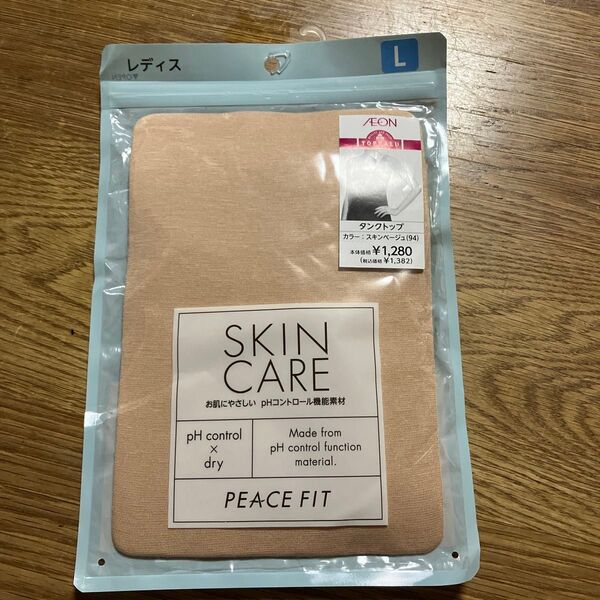 レディス
▼OPEN
L
ÆON
TOPVALU
タンクトップ
カラー：スキンベージュ(94)
本体価格 ¥1,280
(税込価格 ¥1,382)
SKIN
CARE
お肌にやさしい pHコントロール機能素材
pH control
×
dry
Made from
pH control function
material.
PEACE FIT